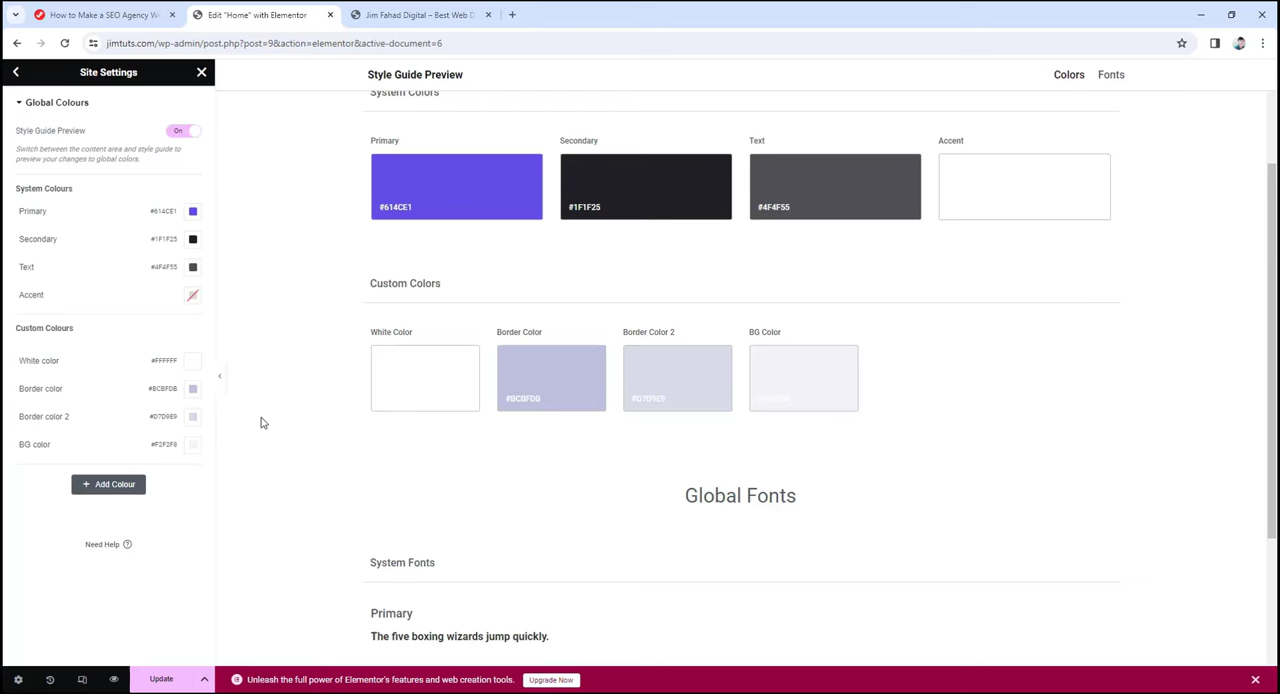 How to Make a SEO Agency We
Edit "Home" with Elementor
Jim Fahad Digital – Best Web D
jimtuts.com/wp-admin/post.php?post=9&action=elementor&active-document=6
Site Settings
Style Guide Preview
Colors
Fonts
Global Colours
Style Guide Preview
On
Switch between the content area and style guide to
preview your changes to global colors.
System Colours
Primary
#614CE1
Secondary
#1F1F25
Text
#4F4F55
Accent
Custom Colours
White color
#FFFFFF
Border color
#BCBFDB
Border color 2
#D7D9E9
BG color
#F2F2F8
+ Add Colour
Need Help ?
Update
System Colors
Primary
Secondary
Text
Accent
#614CE1
#1F1F25
#4F4F55
Custom Colors
White Color
Border Color
Border Color 2
BG Color
#BCBFDB
#D7D9E9
Global Fonts
System Fonts
Primary
The five boxing wizards jump quickly.
Unleash the full power of Elementor's features and web creation tools.
Upgrade Now